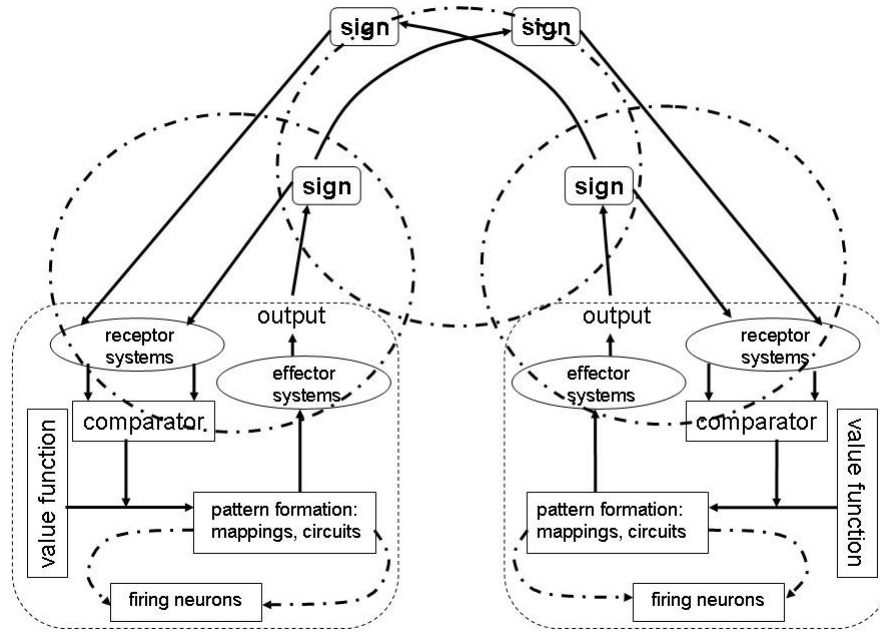 sign
sign
sign
sign
output
output
receptor
systems
receptor
systems
effector
systems
effector
systems
comparator
comparator
value function
value function
pattern formation:
mappings, circuits
pattern formation:
mappings, circuits
firing neurons
firing neurons